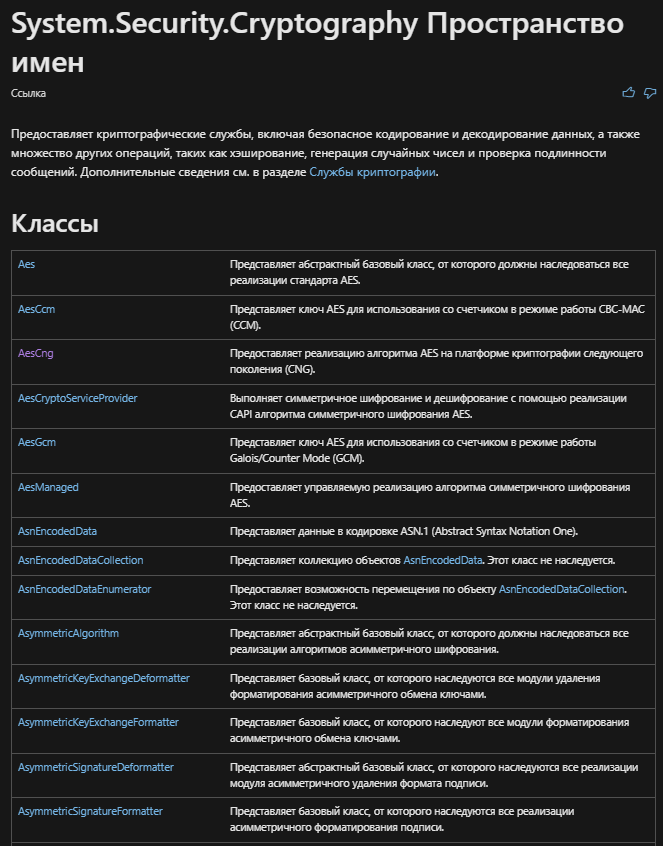 System.Security.Cryptography Пространство
имен
Ссылка
Предоставляет криптографические службы, включая безопасное кодирование и декодирование данных, а также
множество других операций, таких как хэширование, генерация случайных чисел и проверка подлинности
сообщений. Дополнительные сведения см. в разделе Службы криптографии.
Классы
Aes
Представляет абстрактный базовый класс, от которого должны наследоваться все
реализации стандарта AES.
AesCcm
Представляет ключ AES для использования со счетчиком в режиме работы CBC-MAC
(CCM).
AesCng
Предоставляет реализацию алгоритма AES на платформе криптографии следующего
поколения (CNG).
AesCryptoServiceProvider
Выполняет симметричное шифрование и дешифрование с помощью реализации
CAPI алгоритма симметричного шифрования AES.
AesGcm
Представляет ключ AES для использования со счетчиком в режиме работы
Galois/Counter Mode (GCM).
AesManaged
Предоставляет управляемую реализацию алгоритма симметричного шифрования
AES.
AsnEncodedData
Представляет данные в кодировке ASN.1 (Abstract Syntax Notation One).
AsnEncodedDataCollection
Представляет коллекцию объектов AsnEncodedData. Этот класс не наследуется.
AsnEncodedDataEnumerator
Предоставляет возможность перемещения по объекту AsnEncodedDataCollection.
Этот класс не наследуется.
AsymmetricAlgorithm
Представляет абстрактный базовый класс, от которого должны наследоваться все
реализации алгоритмов асимметричного шифрования.
AsymmetricKeyExchangeDeformatter
Представляет базовый класс, от которого наследуются все модули удаления
форматирования асимметричного обмена ключами.
AsymmetricKeyExchangeFormatter
Представляет базовый класс, от которого наследуют все модули форматирования
асимметричного обмена ключами.
AsymmetricSignatureDeformatter
Представляет абстрактный базовый класс, от которого наследуются все реализации
модуля асимметричного удаления формата подписи.
AsymmetricSignatureFormatter
Представляет базовый класс, от которого наследуются все реализации
асимметричного форматирования подписи.